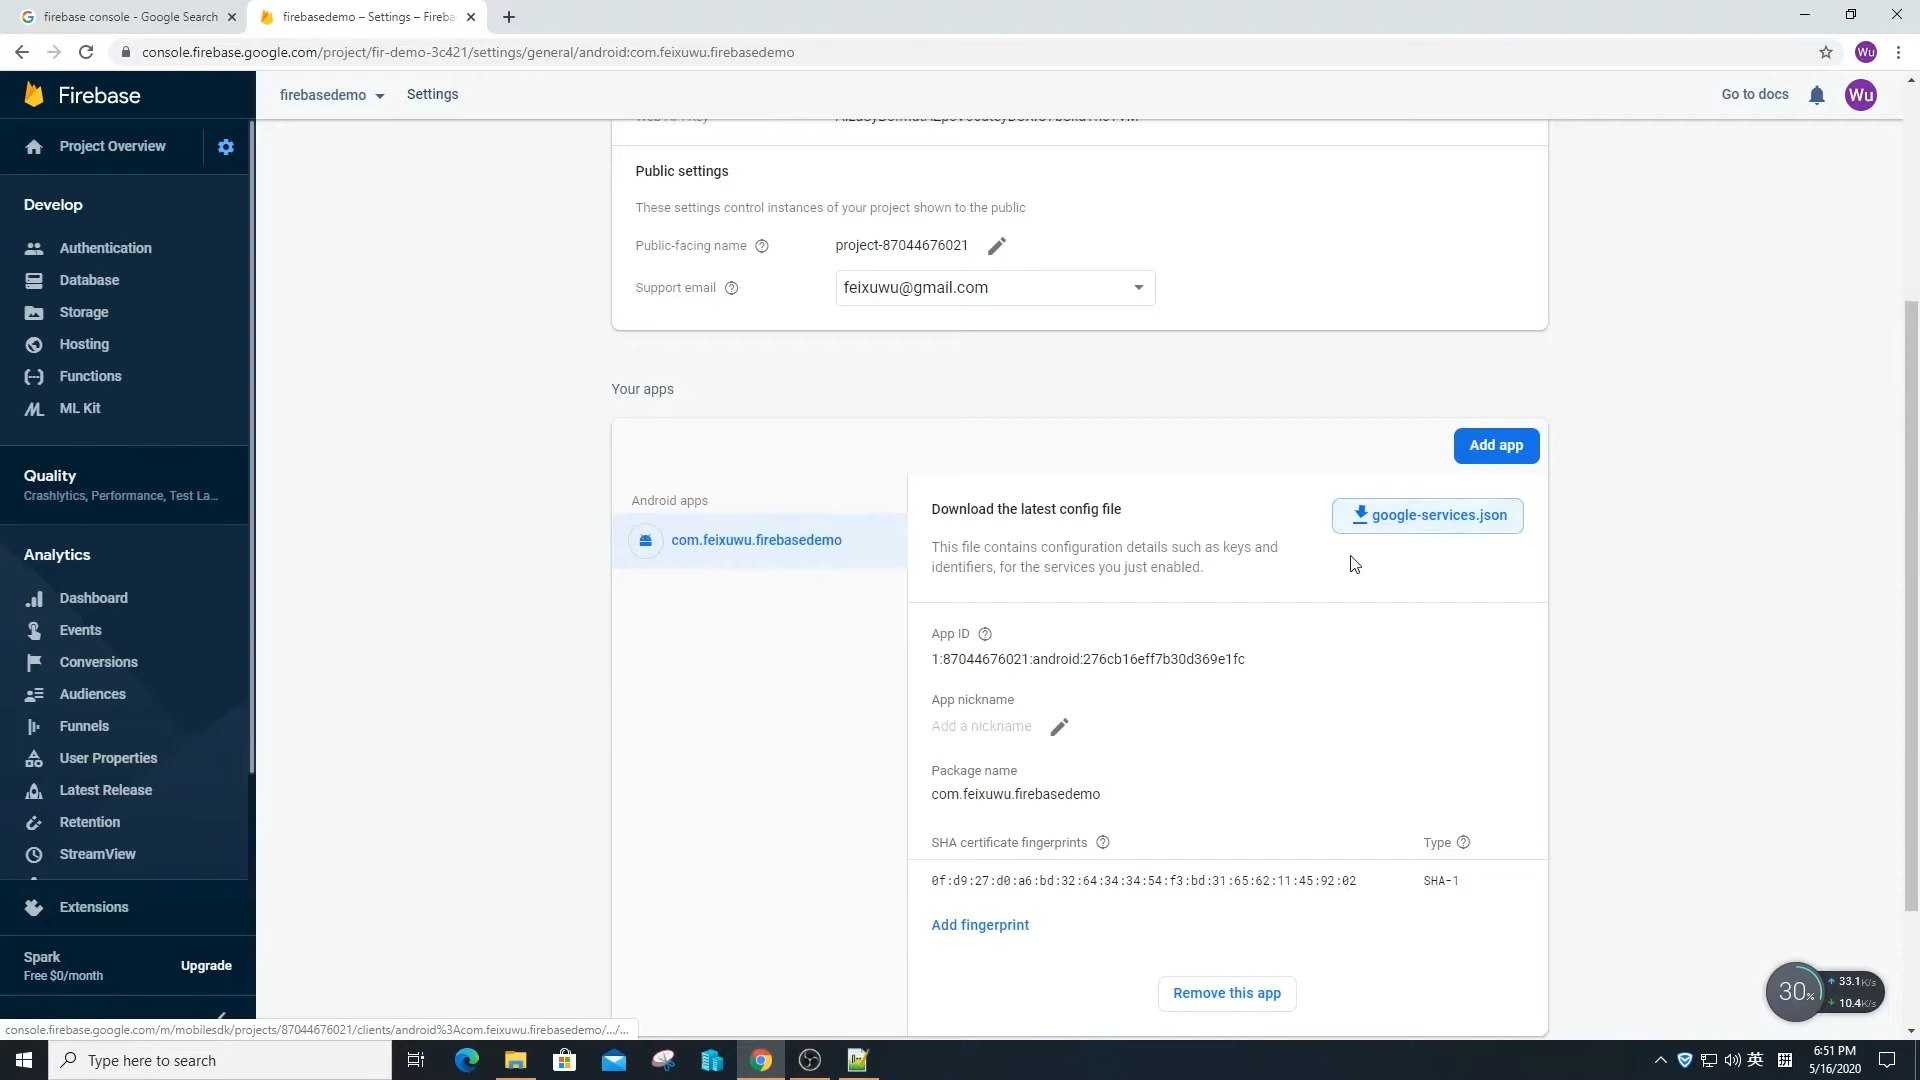 firebase console - Google Search
firebasedemo – Settings – Fireba
console.firebase.google.com/project/fir-demo-3c421/settings/general/android:com.feixuwu.firebasedemo
Wu
Firebase
firebasedemo
Settings
Go to docs
Wu
Project Overview
Develop
Authentication
Database
Storage
Hosting
Functions
ML Kit
Quality
Crashlytics, Performance, Test La...
Analytics
Dashboard
Events
Conversions
Audiences
Funnels
User Properties
Latest Release
Retention
StreamView
Extensions
Spark
Free $0/month
Upgrade
Public settings
These settings control instances of your project shown to the public
Public-facing name
project-87044676021
Support email
feixuwu@gmail.com
Your apps
Add app
Android apps
com.feixuwu.firebasedemo
Download the latest config file
google-services.json
This file contains configuration details such as keys and
identifiers, for the services you just enabled.
App ID
1:87044676021:android:276cb16eff7b30d369e1fc
App nickname
Add a nickname
Package name
com.feixuwu.firebasedemo
SHA certificate fingerprints
Type
0f:d9:27:d0:a6:bd:32:64:34:34:54:f3:bd:31:65:62:11:45:92:02
SHA-1
Add fingerprint
Remove this app
30%
33.1K/s
10.4K/s
console.firebase.google.com/m/mobilesdk/projects/87044676021/clients/android%3Acom.feixuwu.firebasedemo/.../...
Type here to search
英
拼
6:51 PM
5/16/2020